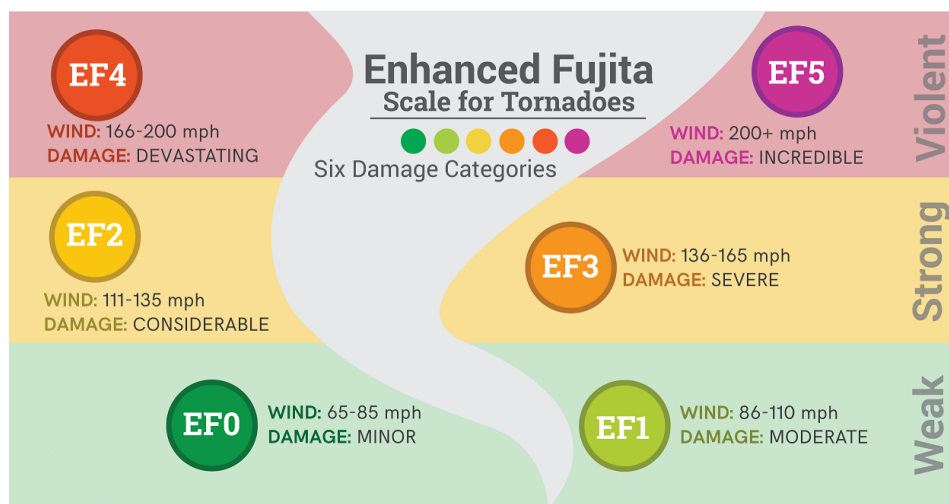 Enhanced Fujita
Scale for Tornadoes
Six Damage Categories
EF4
WIND: 166-200 mph
DAMAGE: DEVASTATING
EF5
WIND: 200+ mph
DAMAGE: INCREDIBLE
Violent
EF2
WIND: 111-135 mph
DAMAGE: CONSIDERABLE
EF3
WIND: 136-165 mph
DAMAGE: SEVERE
Strong
EF0
WIND: 65-85 mph
DAMAGE: MINOR
EF1
WIND: 86-110 mph
DAMAGE: MODERATE
Weak